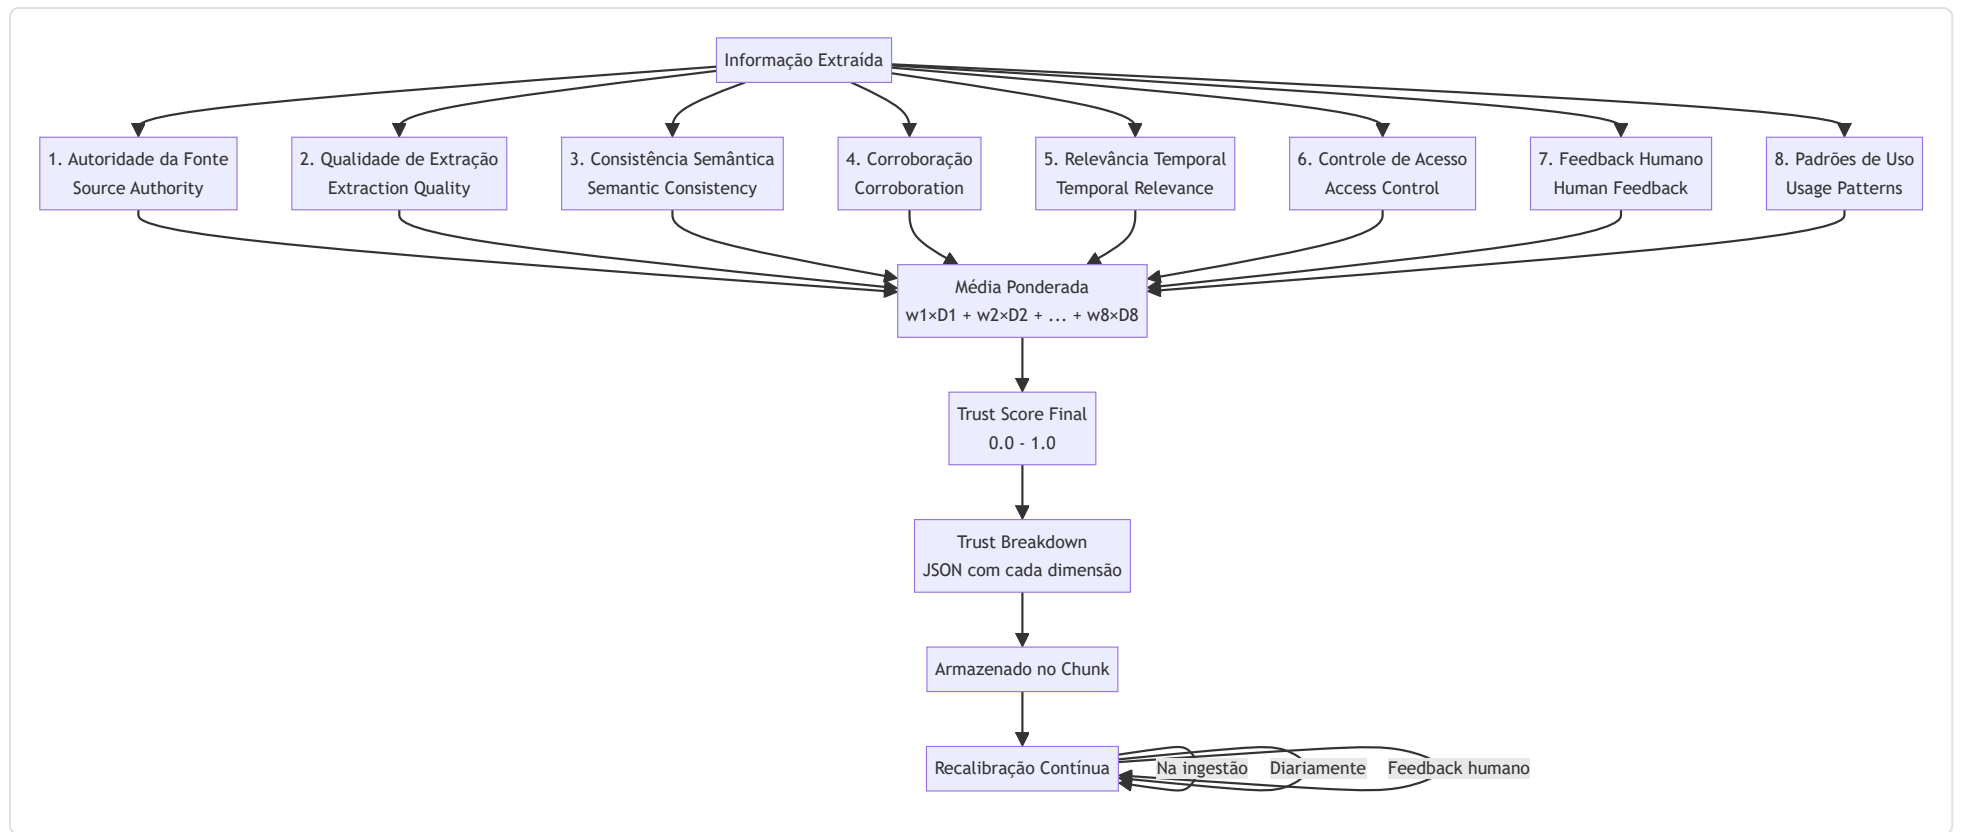 Informação Extraída
1. Autoridade da Fonte
Source Authority
2. Qualidade de Extração
Extraction Quality
3. Consistência Semântica
Semantic Consistency
4. Corroboração
Corroboration
5. Relevância Temporal
Temporal Relevance
6. Controle de Acesso
Access Control
7. Feedback Humano
Human Feedback
8. Padrões de Uso
Usage Patterns
Média Ponderada
w1×D1 + w2×D2 + ... + w8×D8
Trust Score Final
0.0 - 1.0
Trust Breakdown
JSON com cada dimensão
Armazenado no Chunk
Recalibração Contínua
Na ingestão
Diariamente
Feedback humano